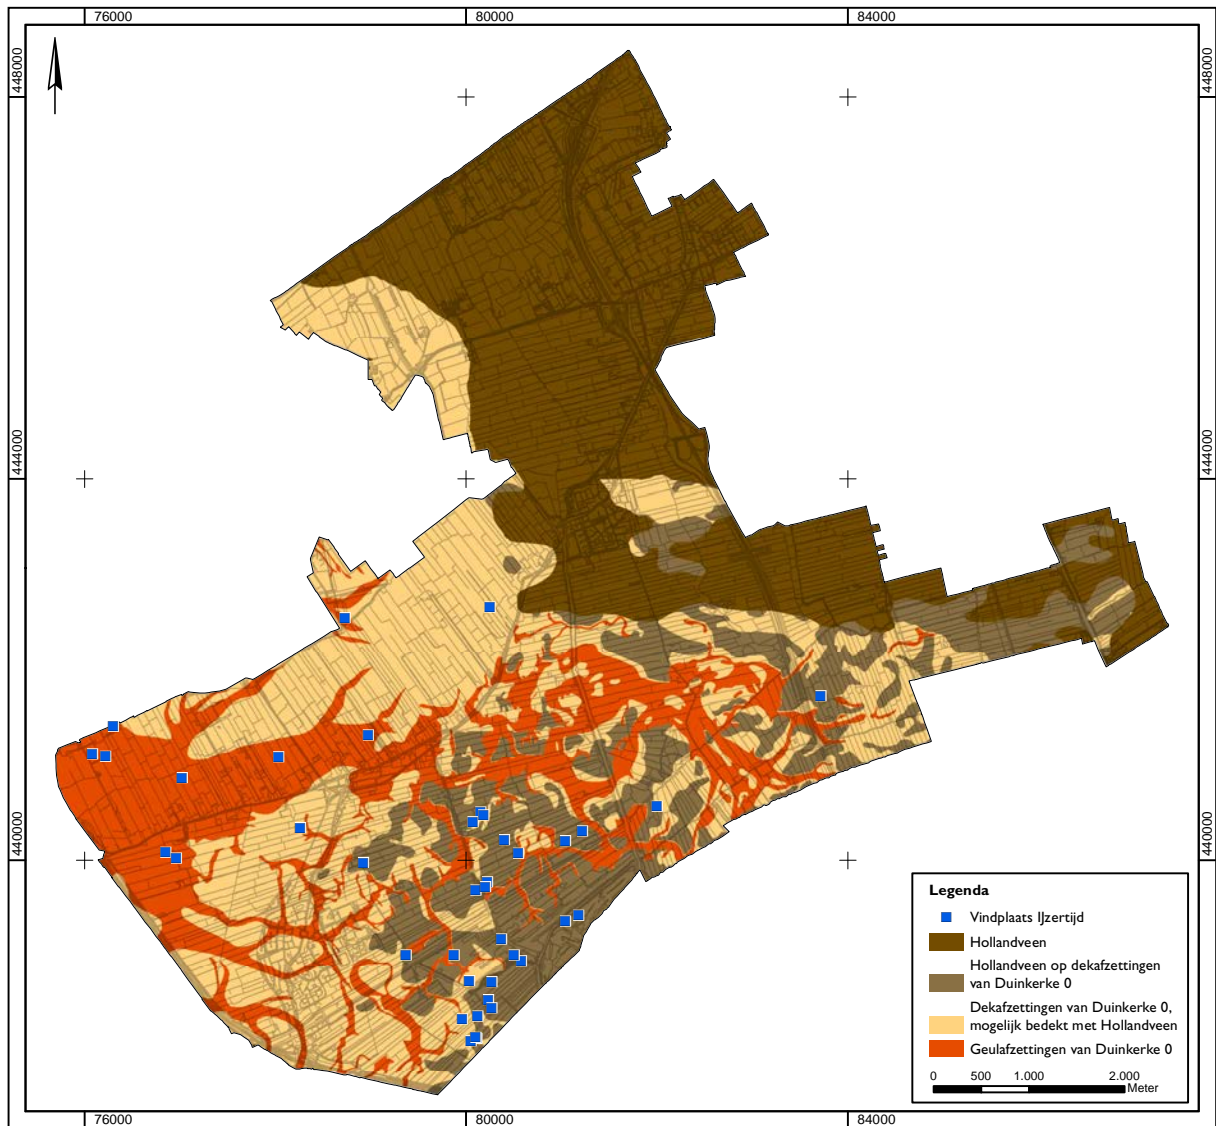 76000
80000
84000
448000
448000
444000
444000
440000
440000
Legenda
Vindplaats IJzertijd
Hollandveen
Hollandveen op dekafzettingen
van Duinkerke 0
Dekafzettingen van Duinkerke 0,
mogelijk bedekt met Hollandveen
Geulafzettingen van Duinkerke 0
0 500 1.000 2.000
Meter
76000
80000
84000